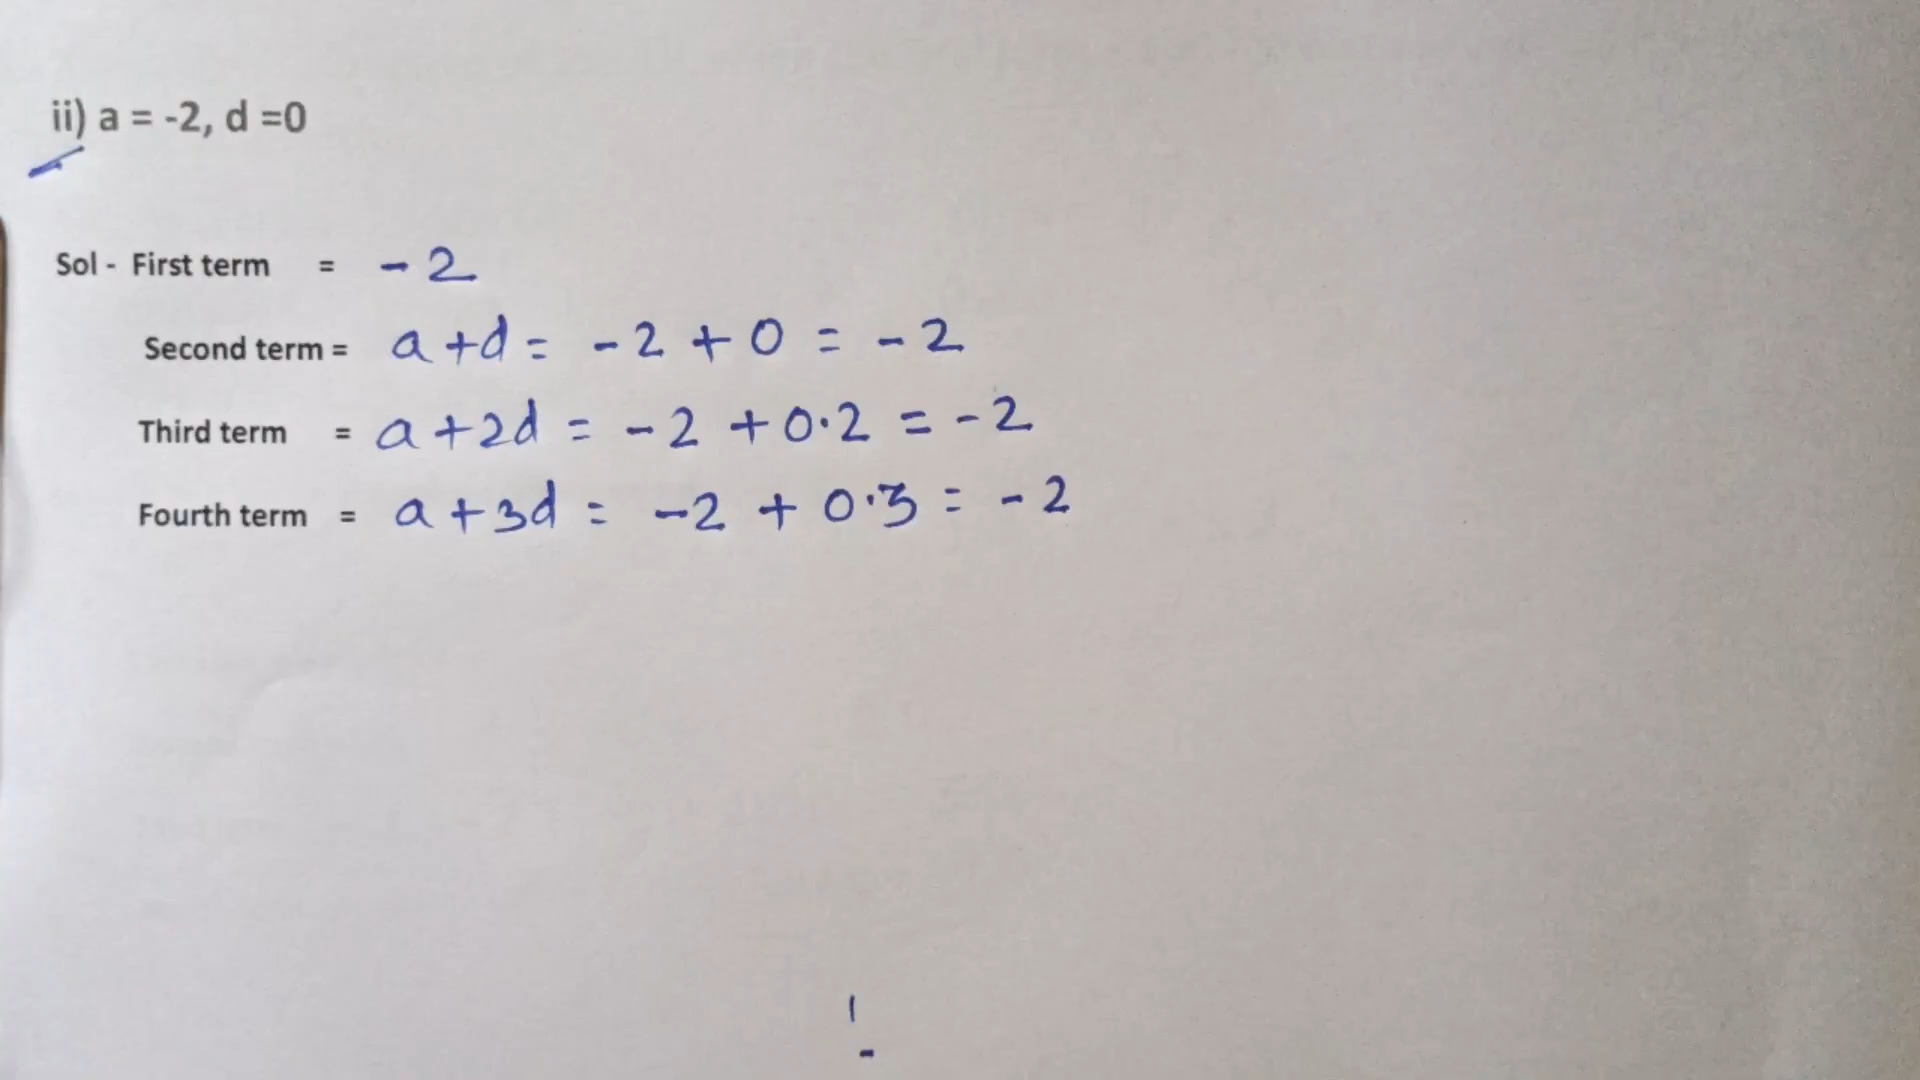 ii) a = -2, d =0
Sol - First term = - 2
Second term = a + d = - 2 + 0 = - 2
Third term = a + 2d = - 2 + 0·2 = - 2
Fourth term = a + 3d = - 2 + 0·3 = - 2